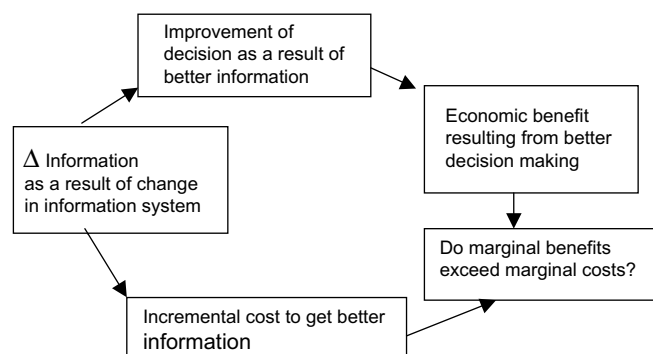 Improvement of
decision as a result of
better information
Δ Information
as a result of change
in information system
Economic benefit
resulting from better
decision making
Do marginal benefits
exceed marginal costs?
Incremental cost to get better
information